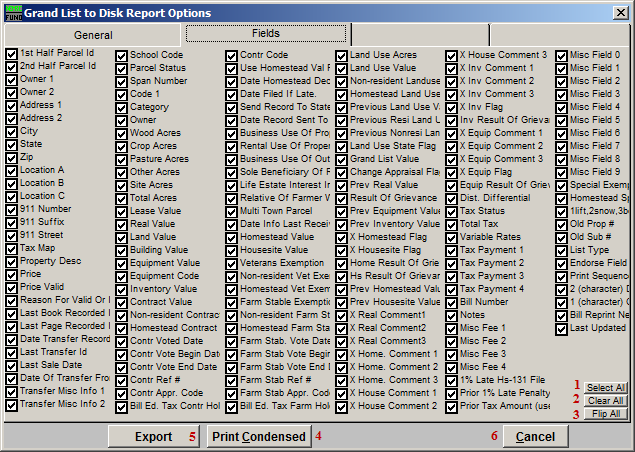 Grand List to Disk Report Options
General
Fields
1st Half Parcel Id
2nd Half Parcel Id
Owner 1
Owner 2
Address 1
Address 2
City
State
Zip
Location A
Location B
Location C
911 Number
911 Suffix
911 Street
Tax Map
Property Desc
Price
Price Valid
Reason For Valid Or I
Last Book Recorded I
Last Page Recorded I
Date Transfer Recorded
Last Transfer Id
Last Sale Date
Date Of Transfer From
Transfer Misc Info 1
Transfer Misc Info 2
School Code
Parcel Status
Span Number
Code 1
Category
Owner
Wood Acres
Crop Acres
Pasture Acres
Other Acres
Site Acres
Total Acres
Lease Value
Real Value
Land Value
Building Value
Equipment Value
Equipment Code
Inventory Value
Contract Value
Non-resident Contract
Homestead Contract
Contr Voted Date
Contr Vote Begin Date
Contr Vote End Date
Contr Ref #
Contr Appr. Code
Bill Ed. Tax Contr Hol
Contr Code
Use Homestead Val F
Date Homestead Dec
Date Filed If Late.
Send Record To State
Date Record Sent To
Business Use Of Prop
Rental Use Of Proper
Business Use Of Out
Sole Beneficiary Of F
Life Estate Interest In
Relative Of Farmer W
Multi Town Parcel
Date Info Last Receiv
Homestead Value
Housesite Value
Veterans Exemption
Non-resident Vet Exem
Homestead Vet Exem
Farm Stable Exemptio
Non-resident Farm Sta
Homestead Farm Sta
Farm Stab. Vote Date
Farm Stab Vote Begin
Farm Stab Vote End D
Farm Stab Ref #
Farm Stab Appr. Code
Bill Ed. Tax Farm Hol
Land Use Acres
Land Use Value
Non-resident Landuse
Homestead Land Use
Previous Land Use Va
Previous Resi Land U
Previous Nonresi Lan
Land Use State Flag
Grand List Value
Change Appraisal Flag
Prev Real Value
Result Of Grievance
Prev Equipment Value
Prev Inventory Value
X Homestead Flag
X Housesite Flag
Home Result Of Griev
Hs Result Of Grievan
Prev Homestead Valu
Prev Housesite Value
X Real Comment1
X Real Comment2
X Real Comment3
X Home. Comment 1
X Home. Comment 2
X Home. Comment 3
X House Comment 1
X House Comment 2
X House Comment 3
X Inv Comment 1
X Inv Comment 2
X Inv Comment 3
X Inv Flag
Inv Result Of Grievan
X Equip Comment 1
X Equip Comment 2
X Equip Comment 3
X Equip Flag
Equip Result Of Griev
Dist. Differential
Tax Status
Total Tax
Variable Rates
Tax Payment 1
Tax Payment 2
Tax Payment 3
Tax Payment 4
Bill Number
Notes
Misc Fee 1
Misc Fee 2
Misc Fee 3
Misc Fee 4
1% Late Hs-131 File
Prior 1% Late Penalty
Prior Tax Amount (use
Misc Field 0
Misc Field 1
Misc Field 2
Misc Field 3
Misc Field 4
Misc Field 5
Misc Field 6
Misc Field 7
Misc Field 8
Misc Field 9
Special Exemp
Homestead Sp
1lift,2snow,3b
Old Prop #
Old Sub #
List Type
Endorse Field
Print Sequence
2 (character) D
1 (character) C
Bill Reprint Ne
Last Updated
1 Select All
2 Clear All
3 Flip All
Export 5
Print Condensed 4
6 Cancel